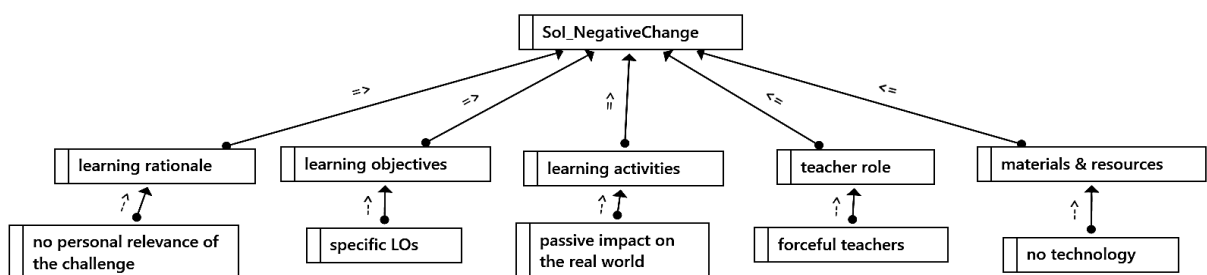 SoI_NegativeChange
=>
=>
=>
<=
<=
learning rationale
learning objectives
learning activities
teacher role
materials & resources
-->
-->
-->
-->
-->
no personal relevance of
the challenge
specific LOs
passive impact on
the real world
forceful teachers
no technology